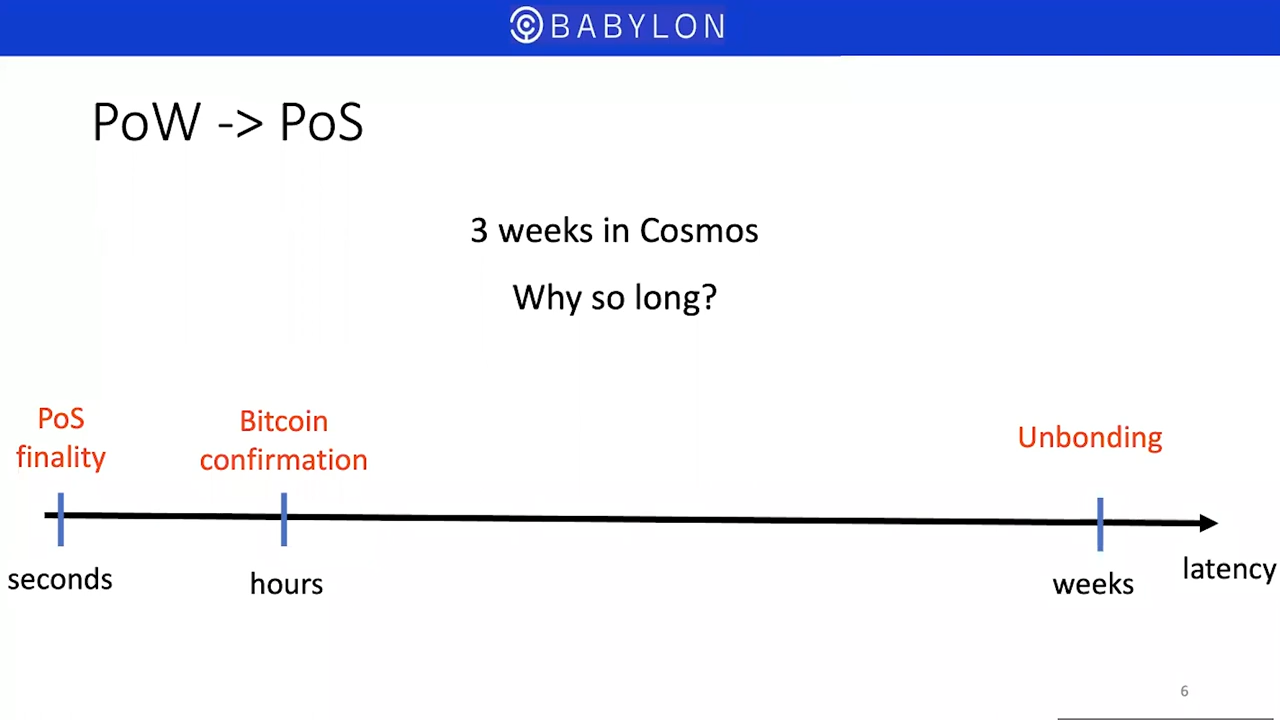 BABYLON
PoW -> PoS
3 weeks in Cosmos
Why so long?
PoS
finality
Bitcoin
confirmation
Unbonding
seconds
hours
weeks
latency
6